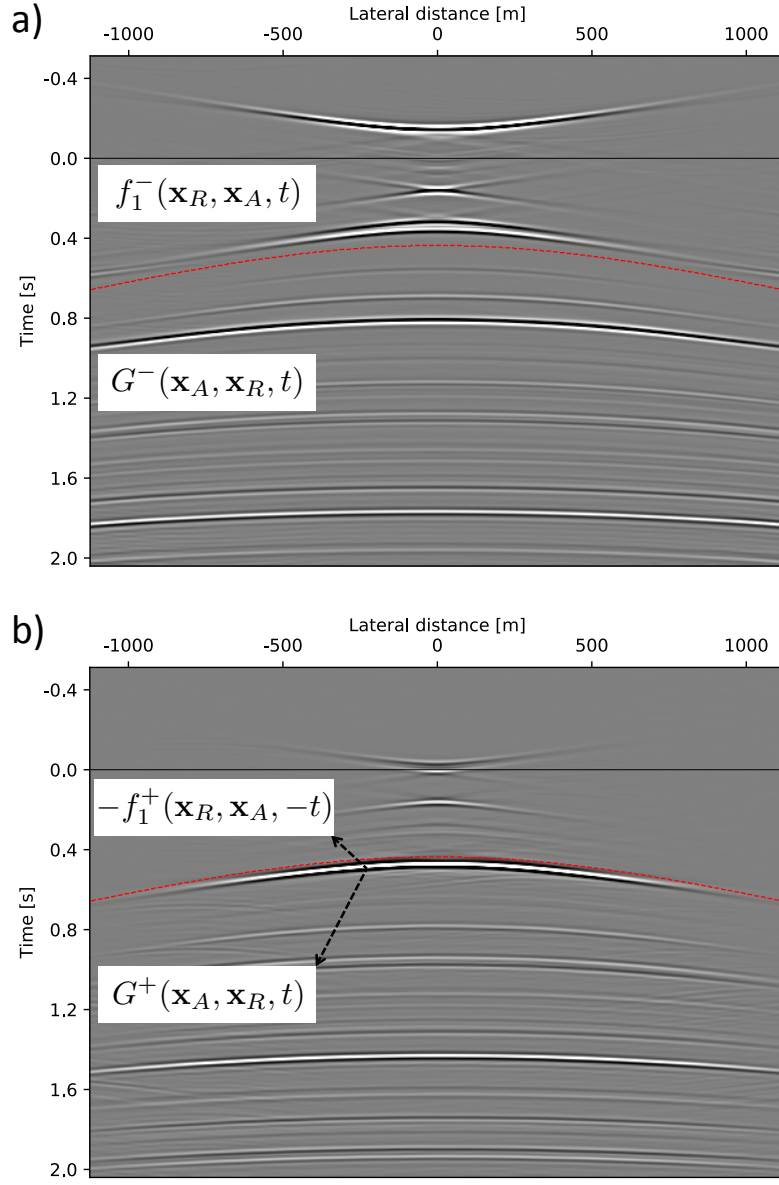 a)
Lateral distance [m]
-1000 -500 0 500 1000
Time [s]
-0.4
0.0
f₁⁻(x_R, x_A, t)
0.4
0.8
G⁻(x_A, x_R, t)
1.2
1.6
2.0
b)
Lateral distance [m]
-1000 -500 0 500 1000
Time [s]
-0.4
0.0
−f₁⁺(x_R, x_A, −t)
0.4
0.8
G⁺(x_A, x_R, t)
1.2
1.6
2.0